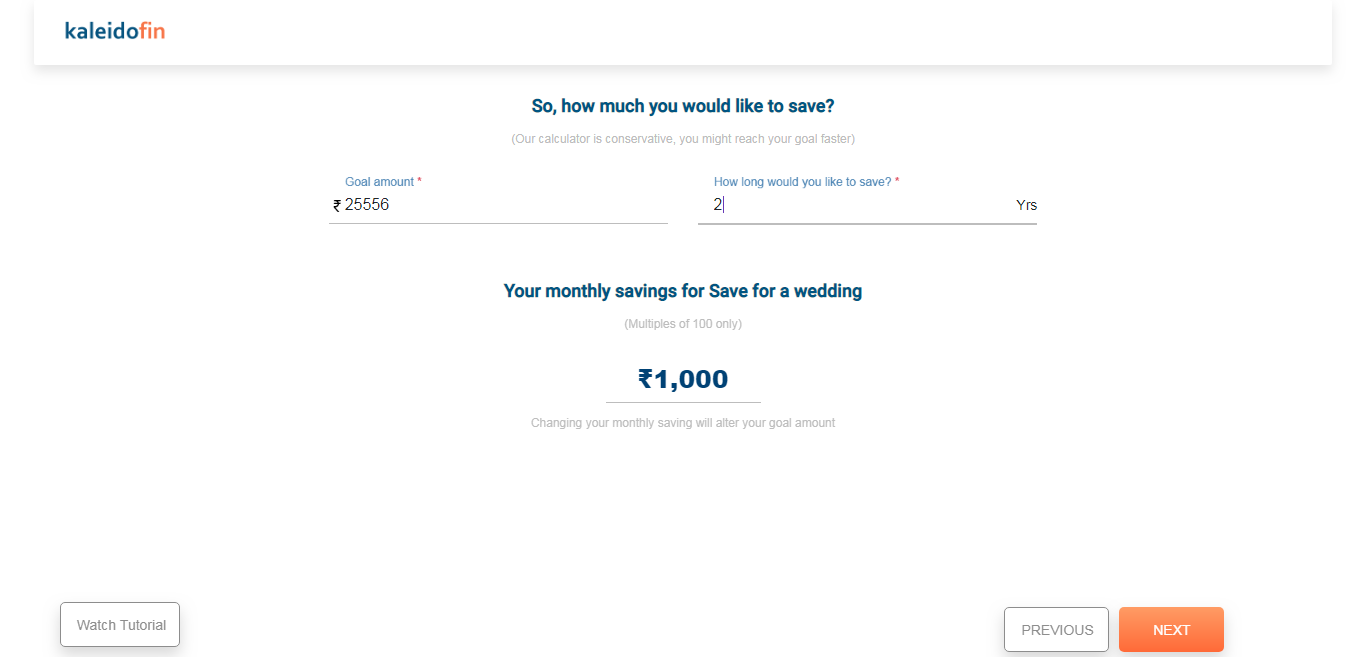 kaleidofin
So, how much you would like to save?
(Our calculator is conservative, you might reach your goal faster)
Goal amount * How long would you like to save? *
₹ 25556 2 Yrs
Your monthly savings for Save for a wedding
(Multiples of 100 only)
₹1,000
Changing your monthly saving will alter your goal amount
Watch Tutorial PREVIOUS NEXT